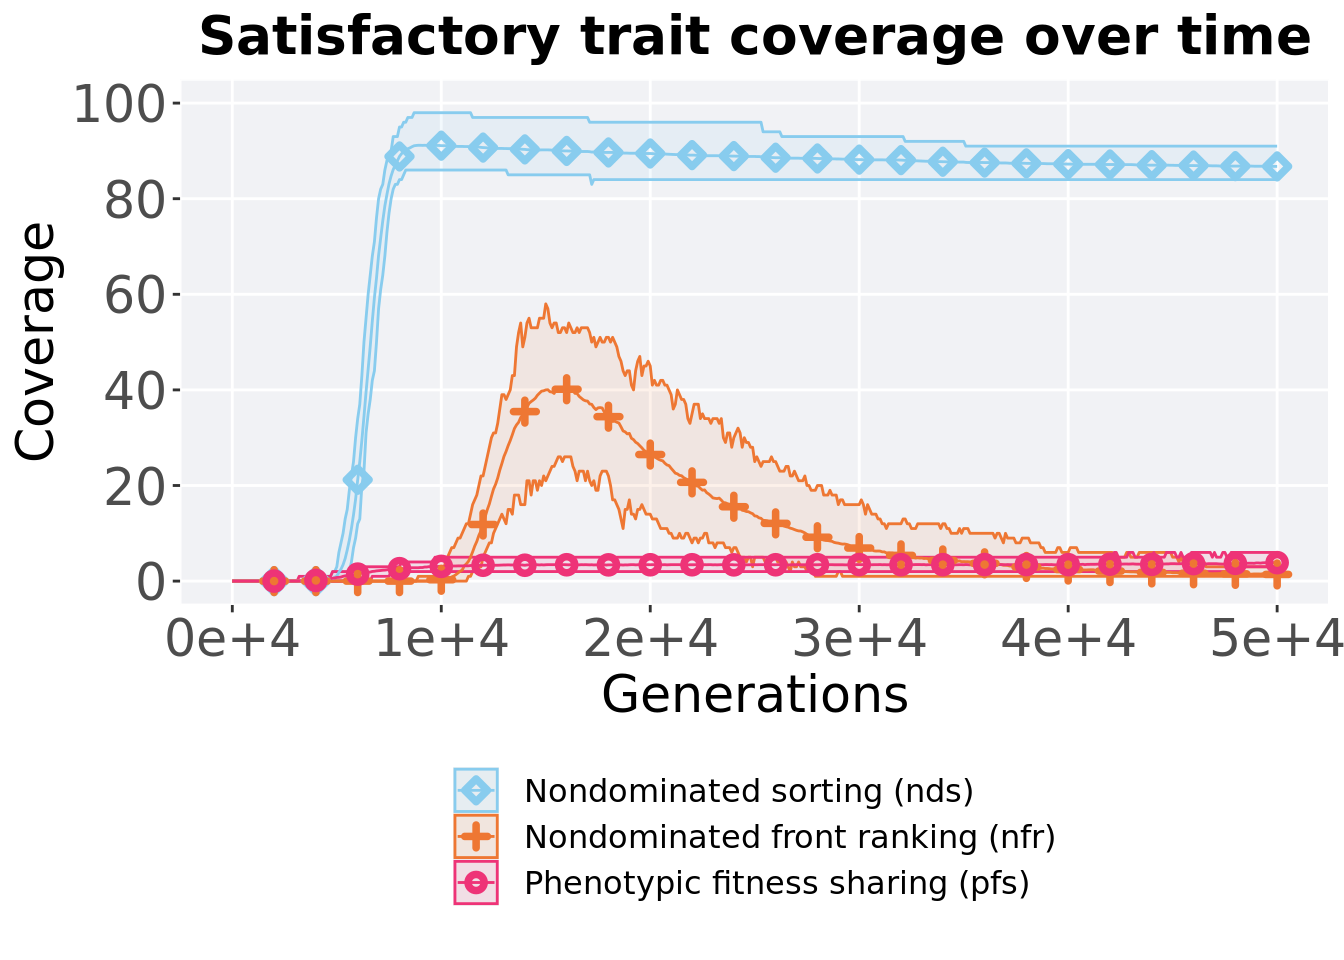 Satisfactory trait coverage over time
100
80
60
40
20
0
Coverage
0e+4 1e+4 2e+4 3e+4 4e+4 5e+4
Generations
Nondominated sorting (nds)
Nondominated front ranking (nfr)
Phenotypic fitness sharing (pfs)